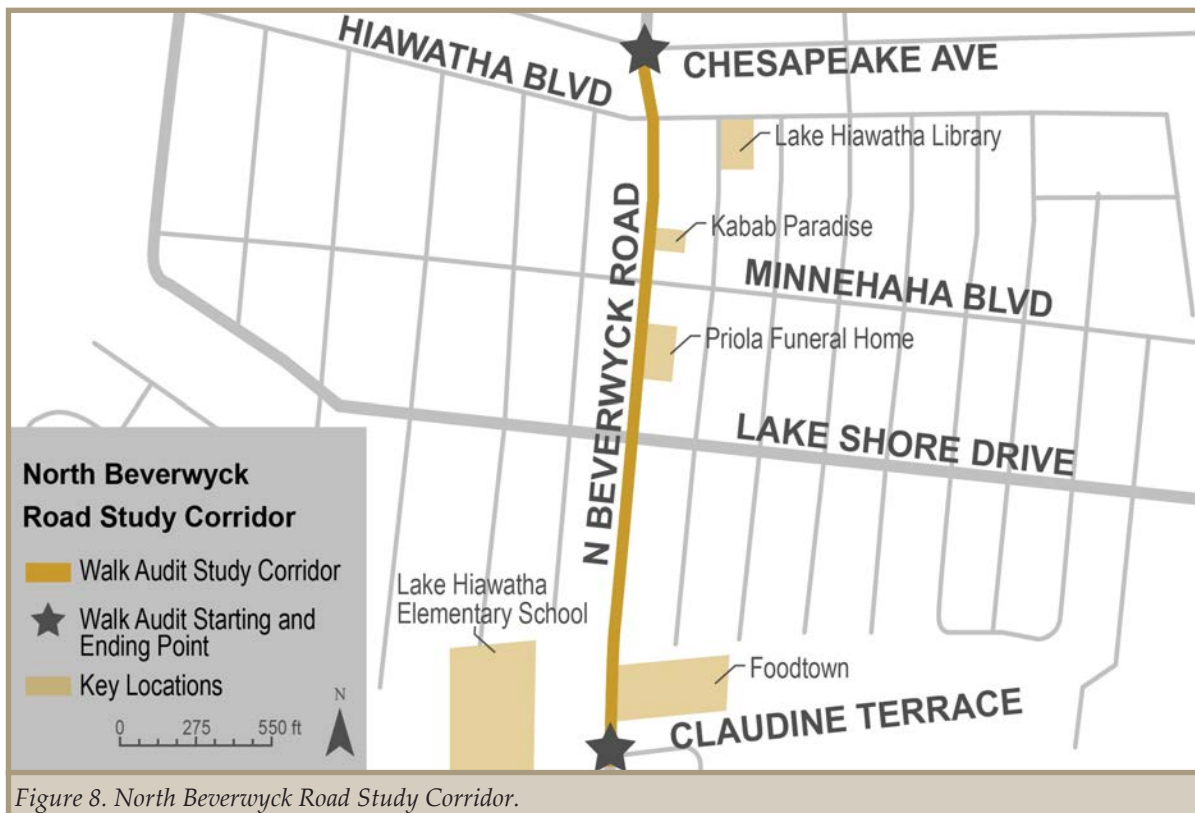 HIAWATHA BLVD
CHESAPEAKE AVE
Lake Hiawatha Library
Kabab Paradise
N BEVERWYCK ROAD
MINNEHAHA BLVD
Priola Funeral Home
LAKE SHORE DRIVE
North Beverwyck
Road Study Corridor
Walk Audit Study Corridor
Walk Audit Starting and
Ending Point
Key Locations
N
0 275 550 ft
Lake Hiawatha
Elementary School
Foodtown
CLAUDINE TERRACE
Figure 8. North Beverwyck Road Study Corridor.